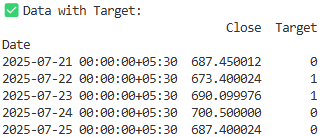 ✅ Data with Target:
Close Target
Date
2025-07-21 00:00:00+05:30 687.450012 0
2025-07-22 00:00:00+05:30 673.400024 1
2025-07-23 00:00:00+05:30 690.099976 1
2025-07-24 00:00:00+05:30 700.500000 0
2025-07-25 00:00:00+05:30 687.400024 0